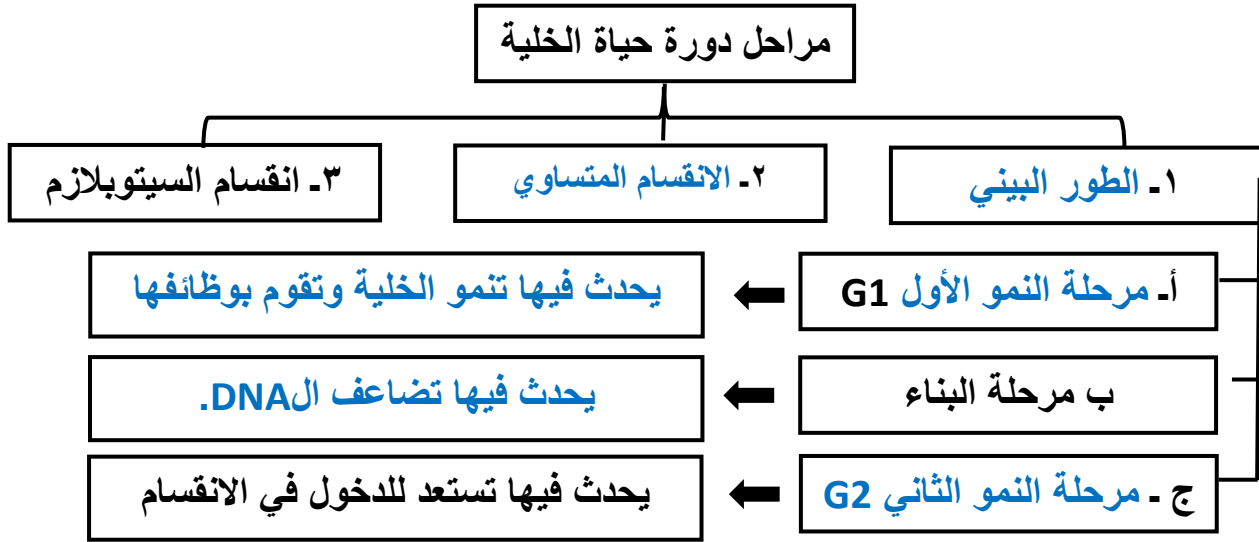 مراحل دورة حياة الخلية
١ـ الطور البيني
٢ـ الانقسام المتساوي
٣ـ انقسام السيتوبلازم
أـ مرحلة النمو الأول G1
يحدث فيها تنمو الخلية وتقوم بوظائفها
ب مرحلة البناء
يحدث فيها تضاعف الDNA.
ج ـ مرحلة النمو الثاني G2
يحدث فيها تستعد للدخول في الانقسام